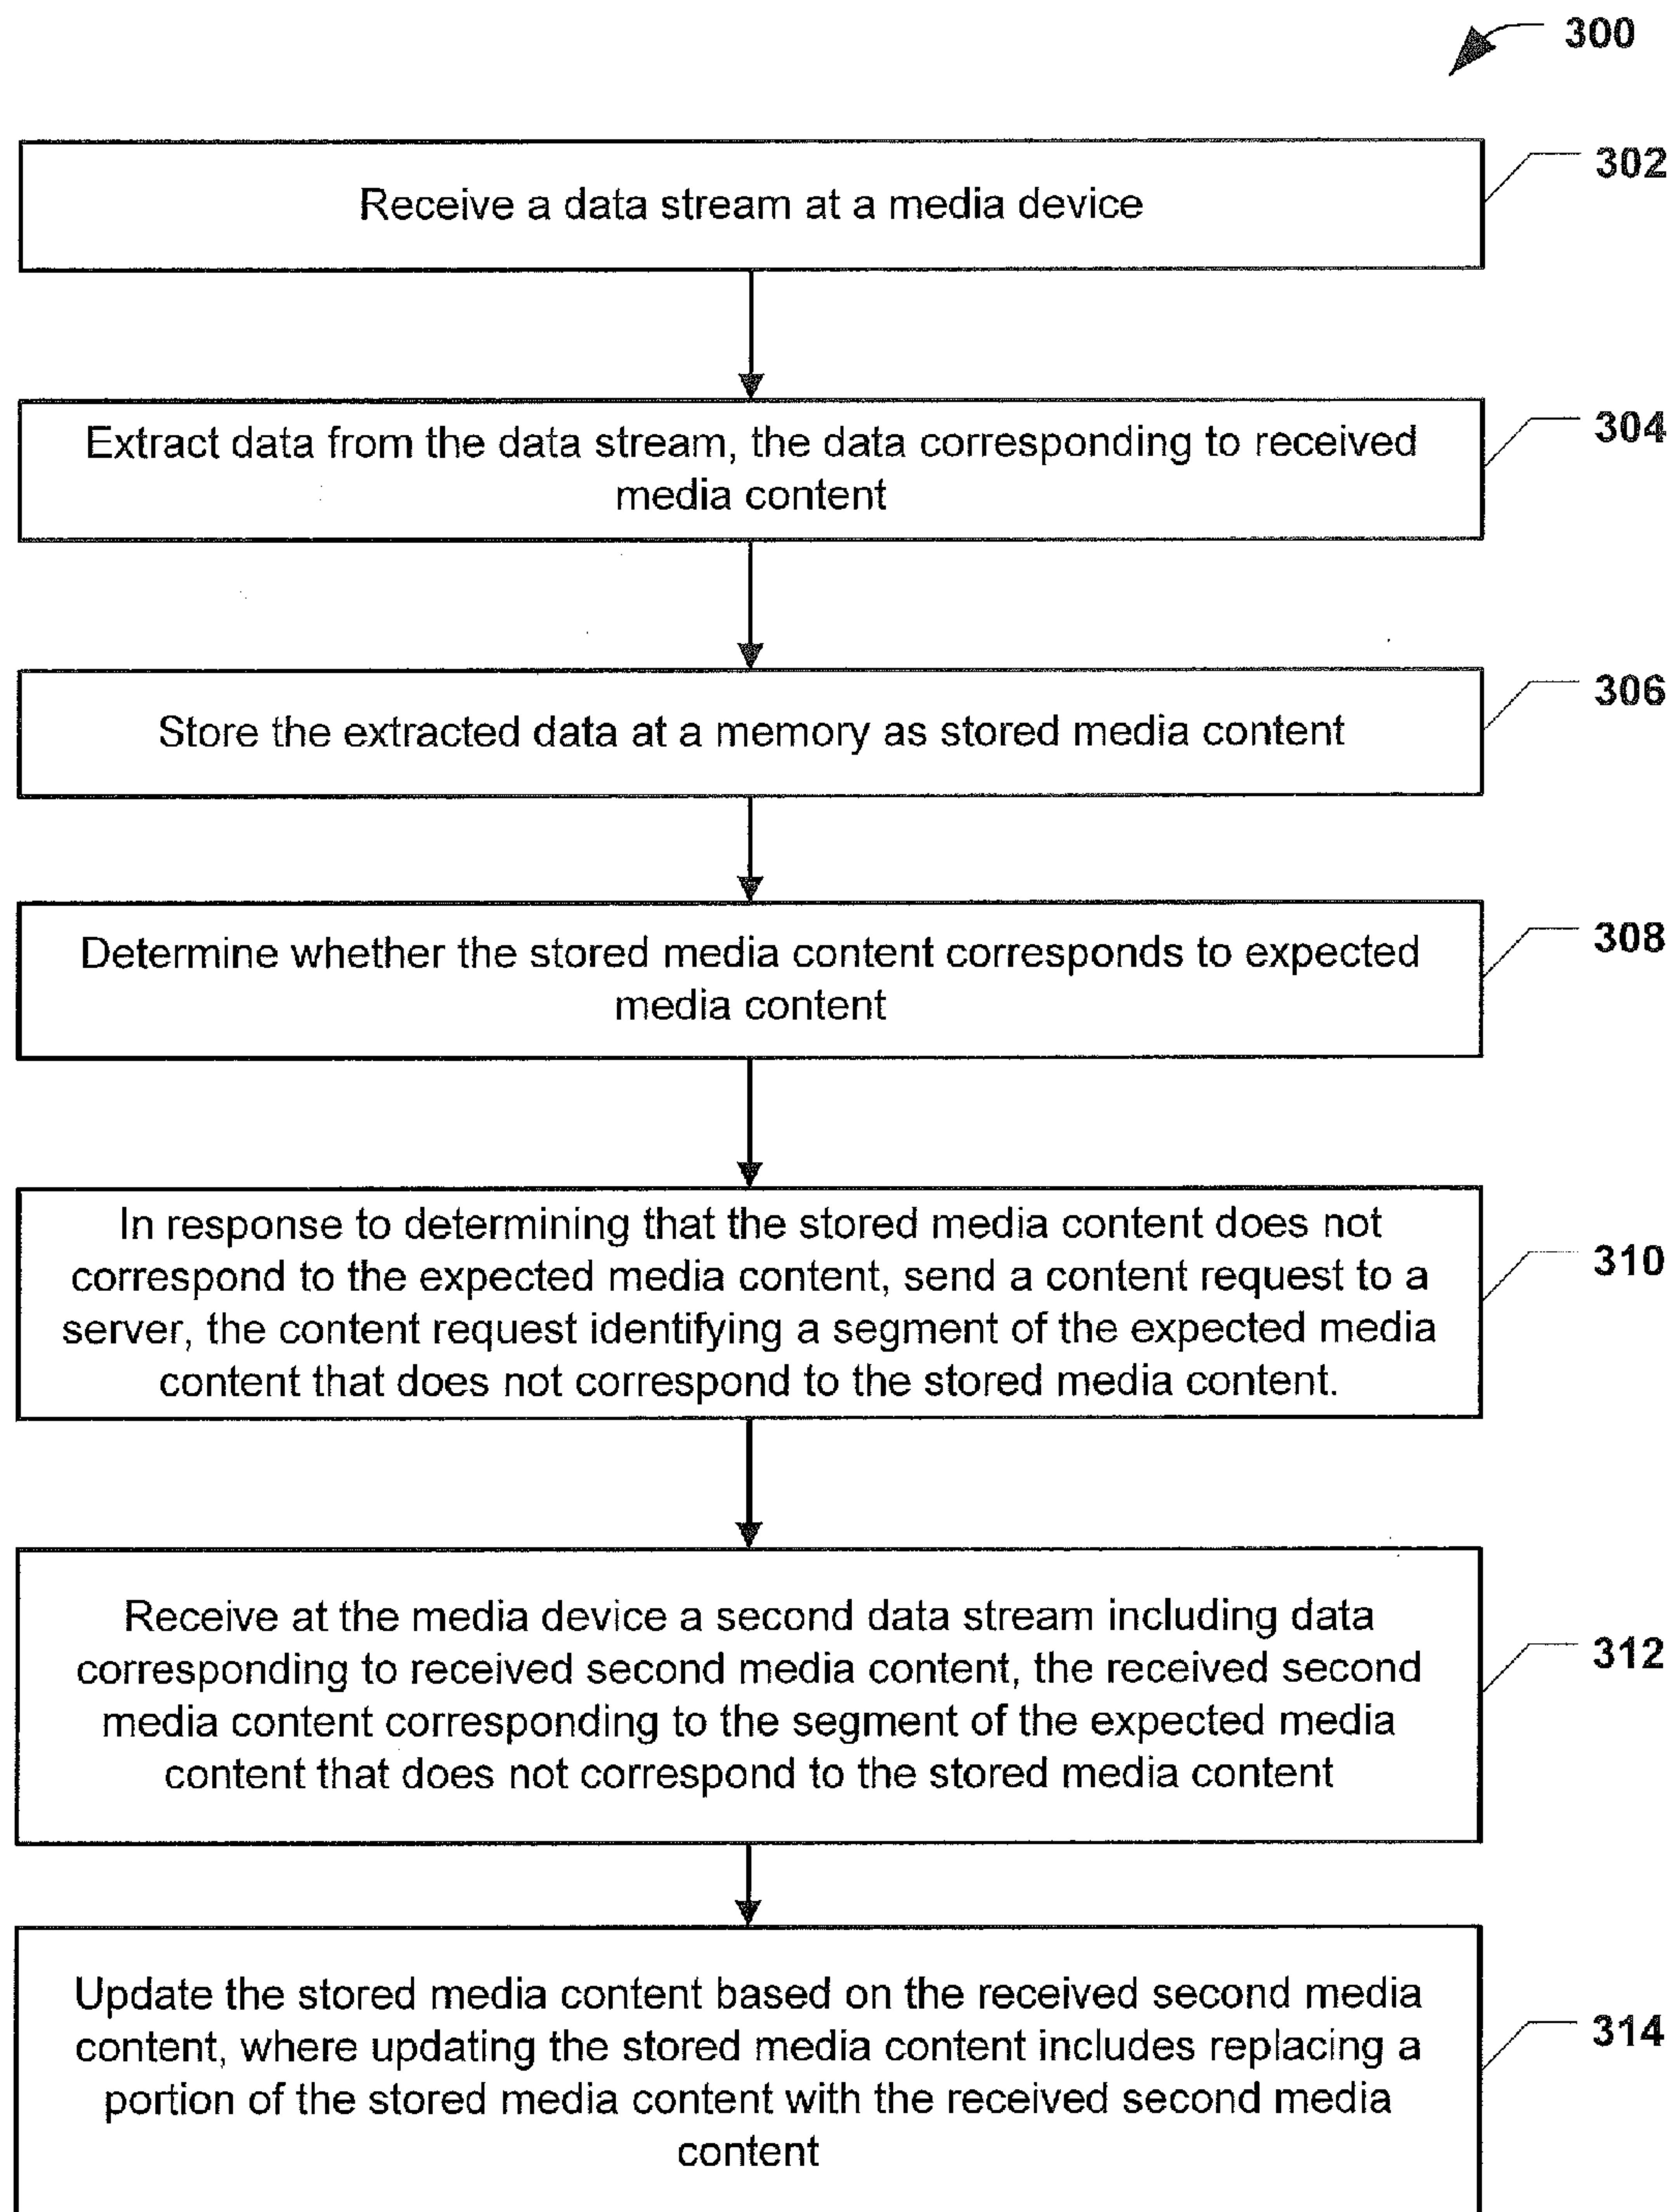 300
Receive a data stream at a media device
302
Extract data from the data stream, the data corresponding to received
media content
304
Store the extracted data at a memory as stored media content
306
Determine whether the stored media content corresponds to expected
media content
308
In response to determining that the stored media content does not
correspond to the expected media content, send a content request to a
server, the content request identifying a segment of the expected media
content that does not correspond to the stored media content.
310
Receive at the media device a second data stream including data
corresponding to received second media content, the received second
media content corresponding to the segment of the expected media
content that does not correspond to the stored media content
312
Update the stored media content based on the received second media
content, where updating the stored media content includes replacing a
portion of the stored media content with the received second media
content
314